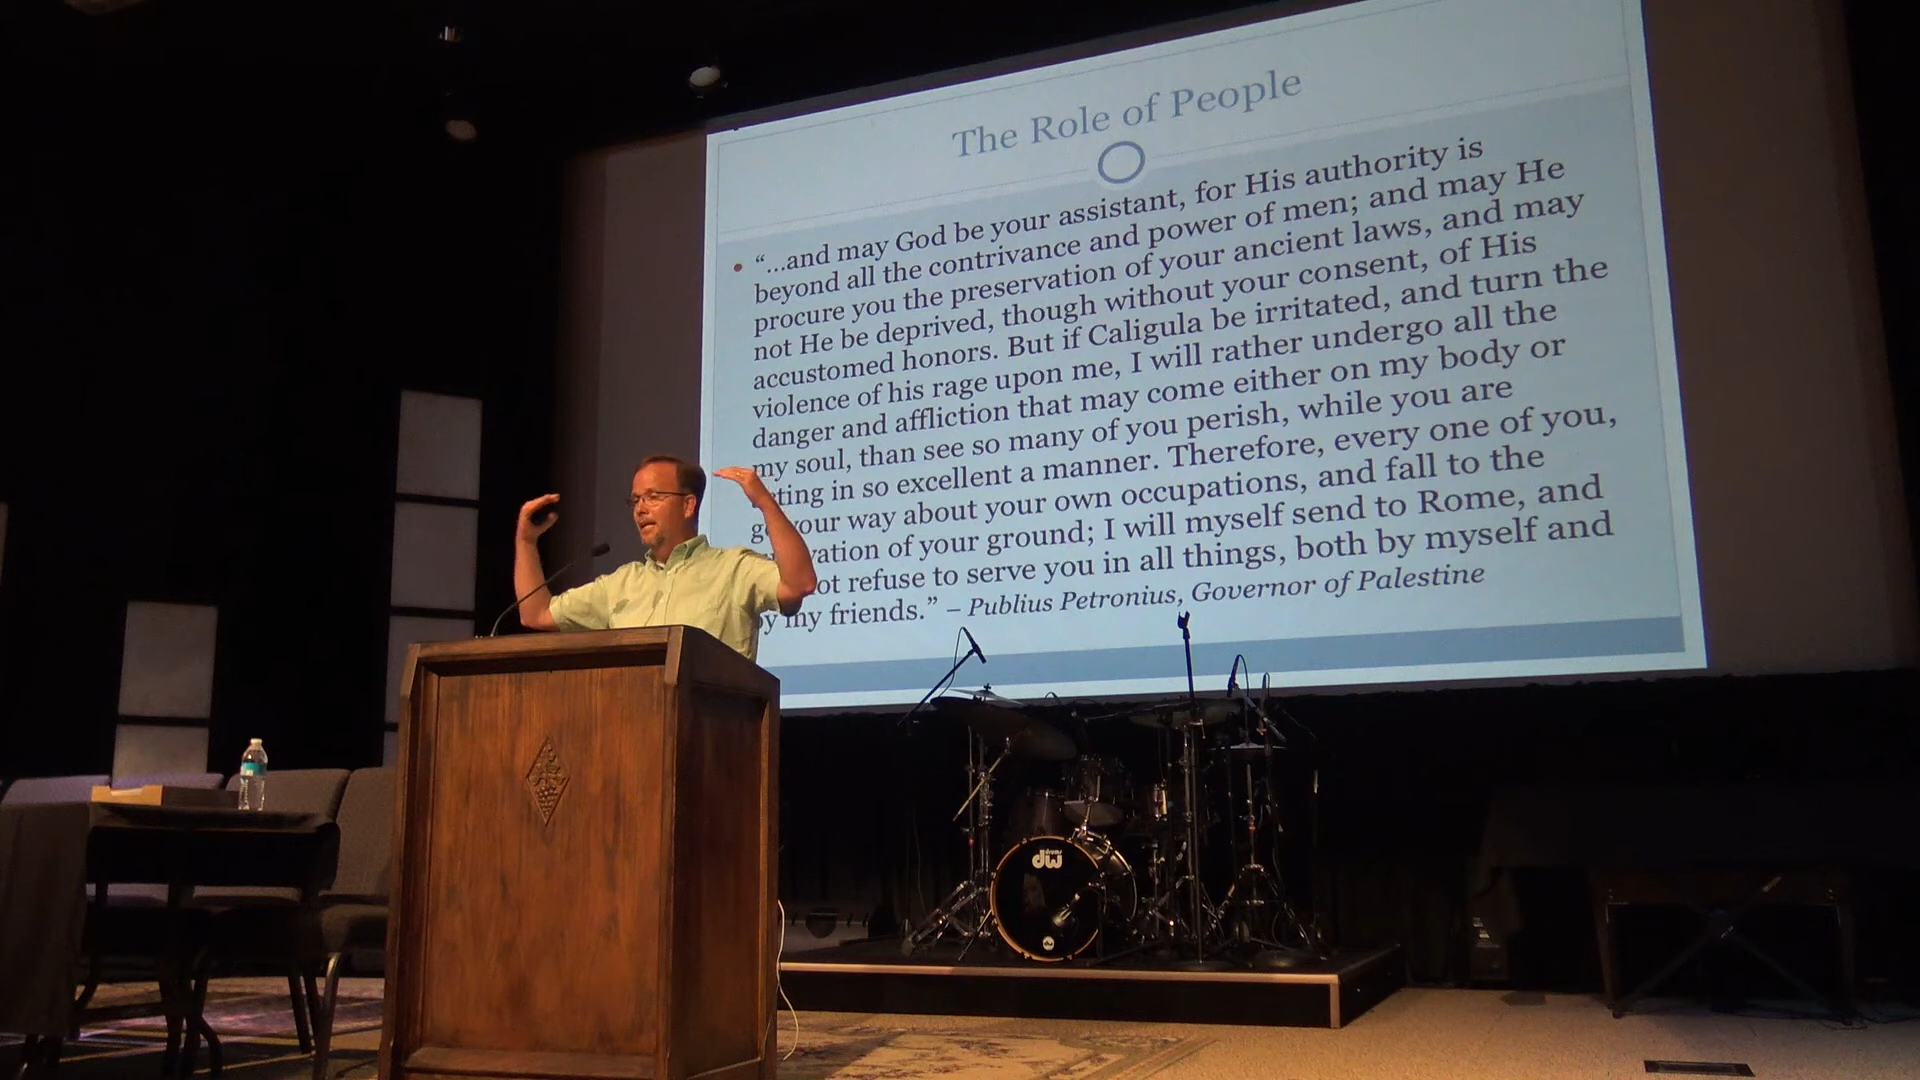 The Role of People
“…and may God be your assistant, for His authority is
beyond all the contrivance and power of men; and may He
procure you the preservation of your ancient laws, and may
not He be deprived, though without your consent, of His
accustomed honors. But if Caligula be irritated, and turn the
violence of his rage upon me, I will rather undergo all the
danger and affliction that may come either on my body or
my soul, than see so many of you perish, while you are
ting in so excellent a manner. Therefore, every one of you,
your way about your own occupations, and fall to the
vation of your ground; I will myself send to Rome, and
ot refuse to serve you in all things, both by myself and
by my friends.” – Publius Petronius, Governor of Palestine
drums
dw
dw